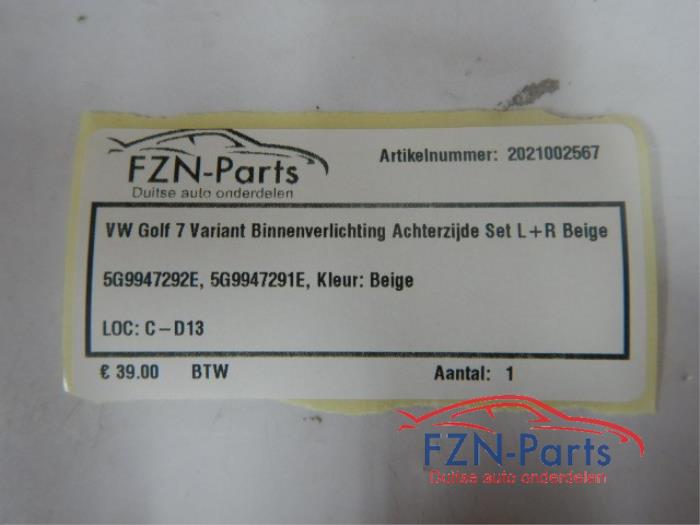 FZN-Parts
Duitse auto onderdelen
Artikelnummer: 2021002567
VW Golf 7 Variant Binnenverlichting Achterzijde Set L+R Beige
5G9947292E, 5G9947291E, Kleur: Beige
LOC: C-D13
€ 39.00 BTW Aantal: 1
FZN-Parts
Duitse auto onderdelen